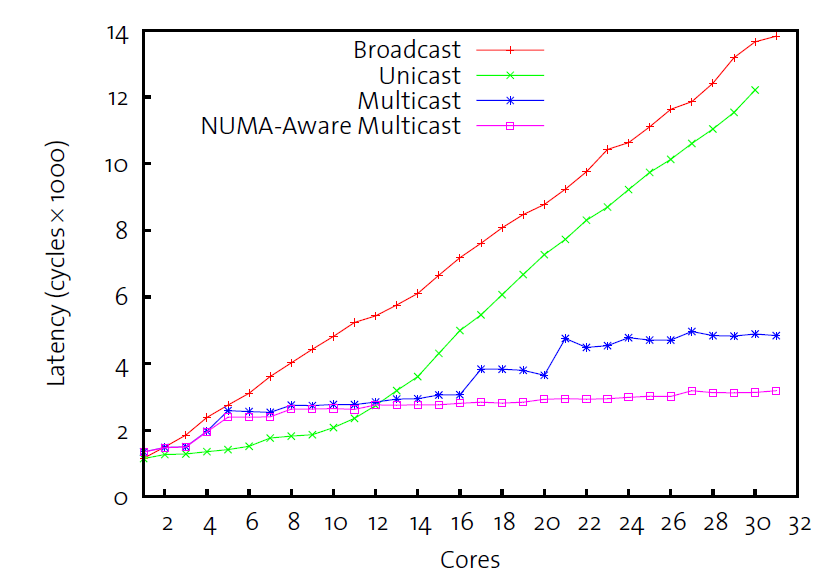 14
12
10
8
6
4
2
0
Latency (cycles × 1000)
Broadcast
Unicast
Multicast
NUMA-Aware Multicast
2 4 6 8 10 12 14 16 18 20 22 24 26 28 30 32
Cores